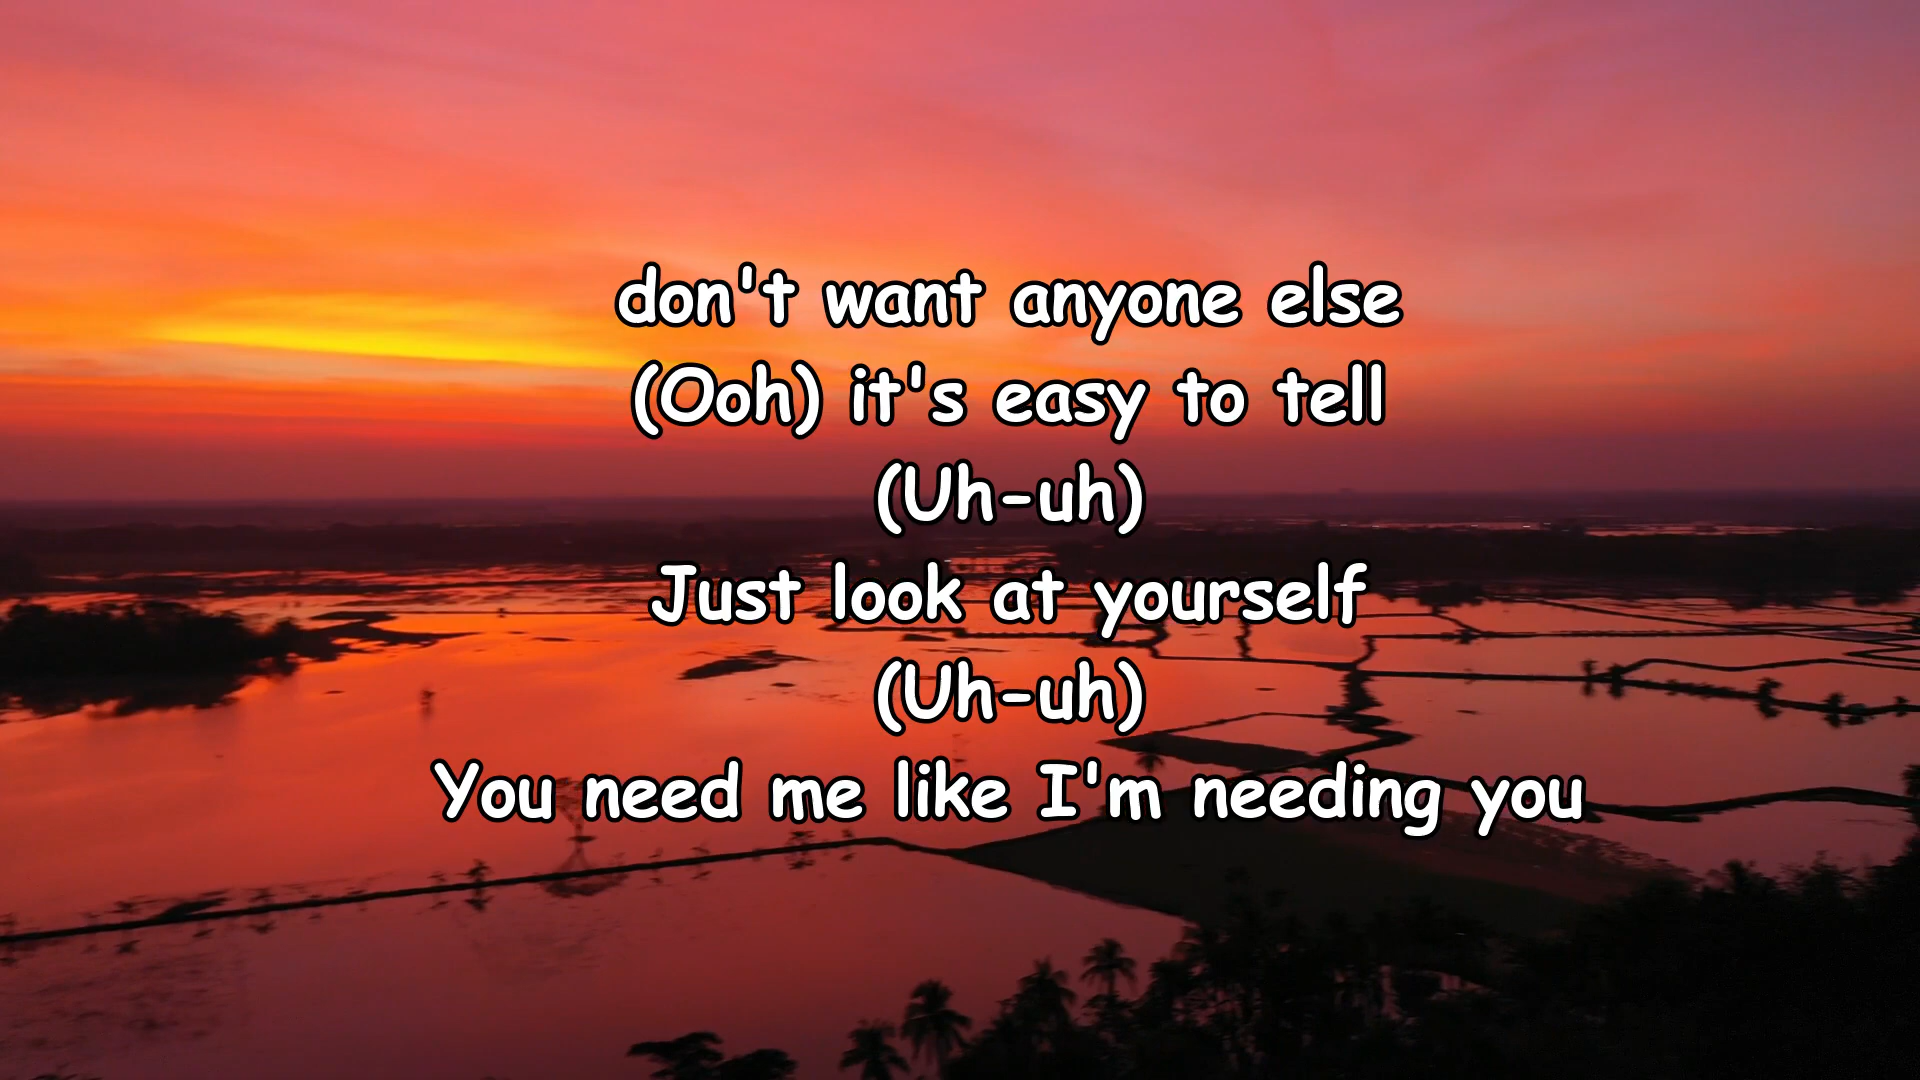 don't want anyone else
(Ooh) it's easy to tell
(Uh-uh)
Just look at yourself
(Uh-uh)
You need me like I'm needing you